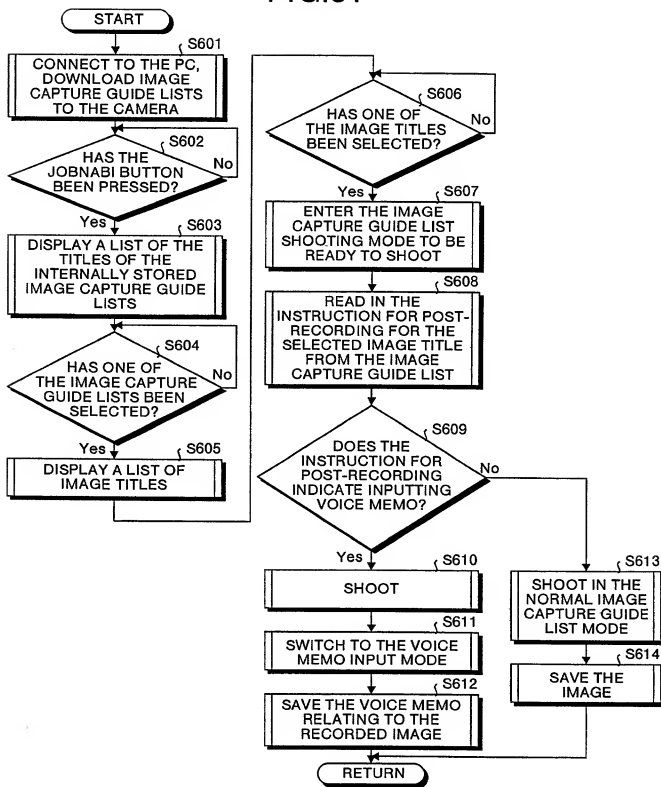 START
S601
CONNECT TO THE PC,
DOWNLOAD IMAGE
CAPTURE GUIDE LISTS
TO THE CAMERA
S602
HAS THE
JOBNABI BUTTON
BEEN PRESSED?
No
Yes
S603
DISPLAY A LIST OF THE
TITLES OF THE
INTERNALLY STORED
IMAGE CAPTURE GUIDE
LISTS
S604
HAS ONE OF
THE IMAGE CAPTURE
GUIDE LISTS BEEN
SELECTED?
No
Yes
S605
DISPLAY A LIST OF
IMAGE TITLES
S606
HAS ONE OF
THE IMAGE TITLES
BEEN SELECTED?
No
Yes
S607
ENTER THE IMAGE
CAPTURE GUIDE LIST
SHOOTING MODE TO BE
READY TO SHOOT
S608
READ IN THE
INSTRUCTION FOR POST-
RECORDING FOR THE
SELECTED IMAGE TITLE
FROM THE IMAGE
CAPTURE GUIDE LIST
S609
DOES THE
INSTRUCTION FOR
POST-RECORDING
INDICATE INPUTTING
VOICE MEMO?
No
Yes
S610
SHOOT
S611
SWITCH TO THE VOICE
MEMO INPUT MODE
S612
SAVE THE VOICE MEMO
RELATING TO THE
RECORDED IMAGE
S613
SHOOT IN THE
NORMAL IMAGE
CAPTURE GUIDE
LIST MODE
S614
SAVE THE
IMAGE
RETURN